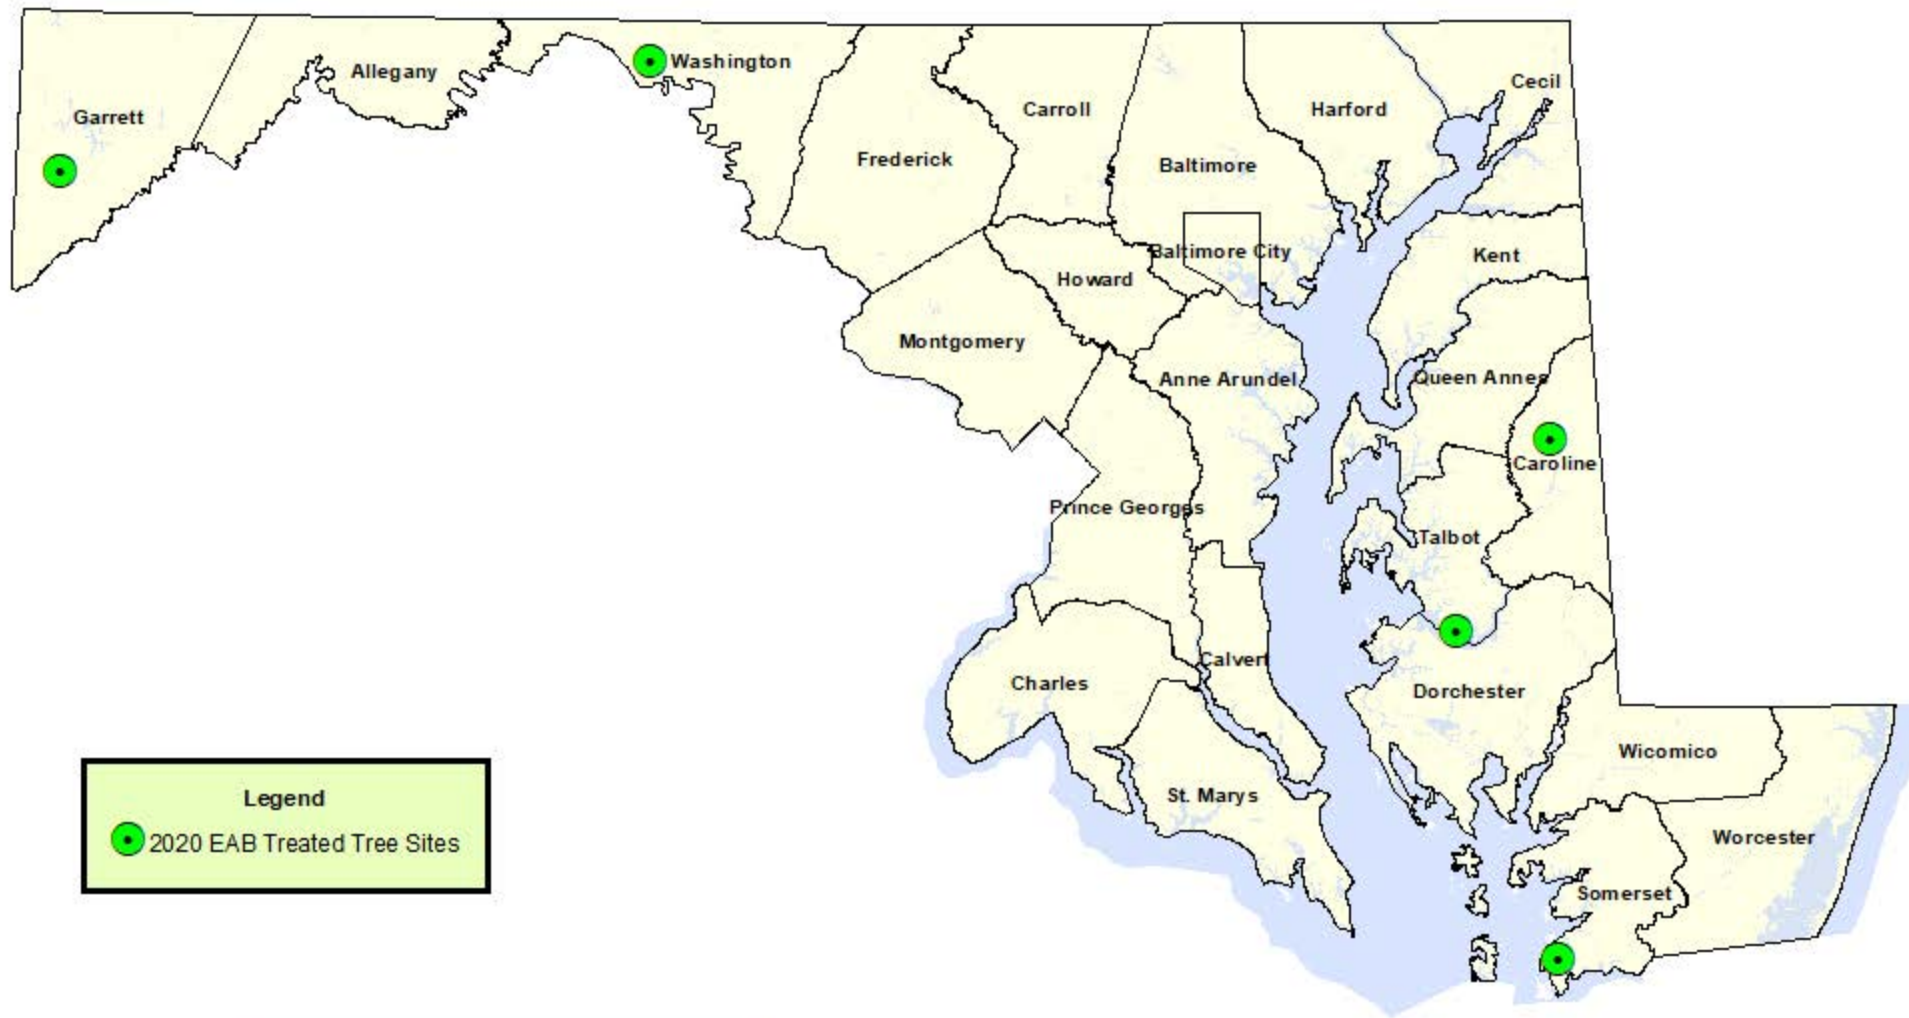 Garrett
Allegany
Washington
Frederick
Carroll
Baltimore
Harford
Cecil
Baltimore City
Howard
Montgomery
Kent
Anne Arundel
Queen Annes
Caroline
Prince Georges
Talbot
Calvert
Charles
Dorchester
St. Marys
Wicomico
Worcester
Somerset
Legend
2020 EAB Treated Tree Sites